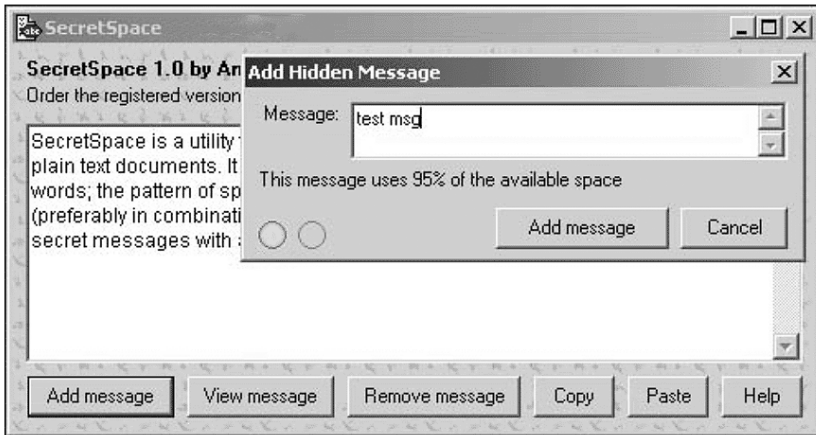 SecretSpace
SecretSpace 1.0 by An
Order the registered version
Add Hidden Message
Message:
test msg
This message uses 95% of the available space
Add message
Cancel
SecretSpace is a utility
plain text documents. It
words; the pattern of sp
(preferably in combinati
secret messages with
Add message
View message
Remove message
Copy
Paste
Help